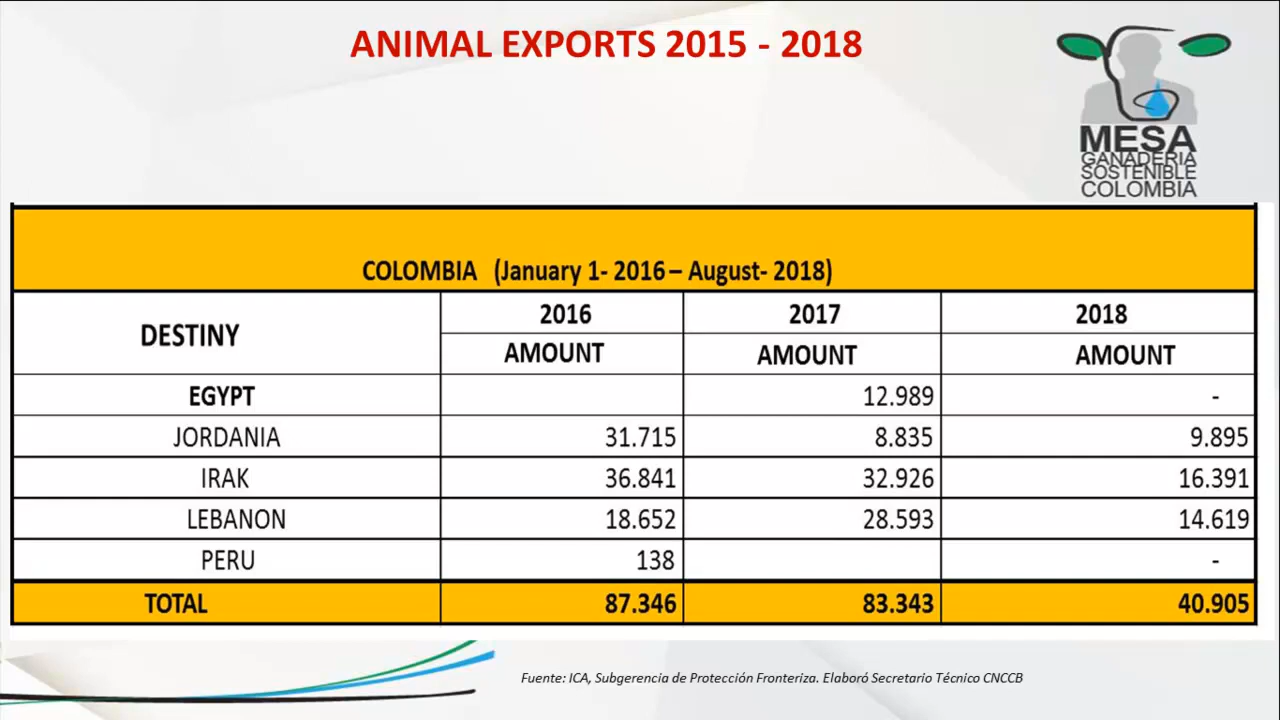 ANIMAL EXPORTS 2015 - 2018
MESA
GANADERIA
SOSTENIBLE
COLOMBIA
COLOMBIA (January 1- 2016 – August- 2018)
DESTINY 2016 2017 2018
AMOUNT AMOUNT AMOUNT
EGYPT 12.989 -
JORDANIA 31.715 8.835 9.895
IRAK 36.841 32.926 16.391
LEBANON 18.652 28.593 14.619
PERU 138 -
TOTAL 87.346 83.343 40.905
Fuente: ICA, Subgerencia de Protección Fronteriza. Elaboró Secretario Técnico CNCCB